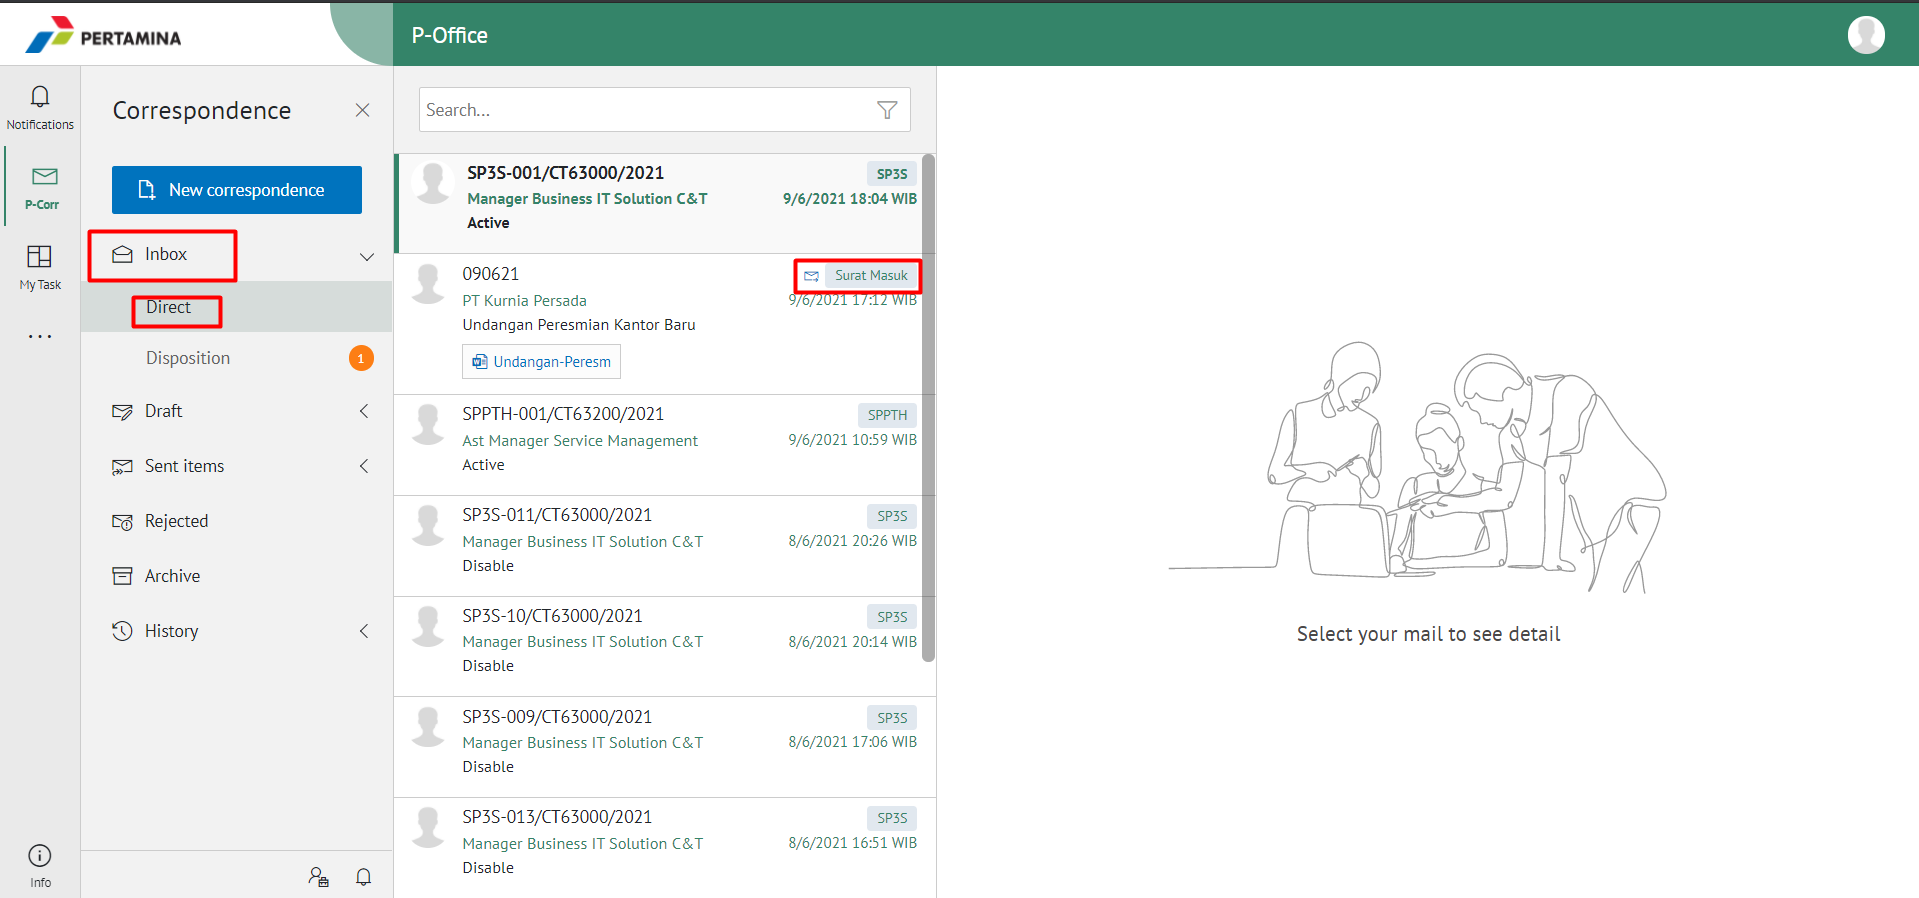 PERTAMINA
P-Office
Notifications
P-Corr
My Task
Info
Correspondence
New correspondence
Inbox
Direct
Disposition 1
Draft
Sent items
Rejected
Archive
History
Search...
SP3S-001/CT63000/2021 SP3S
Manager Business IT Solution C&T 9/6/2021 18:04 WIB
Active
090621 Surat Masuk
PT Kurnia Persada 9/6/2021 17:12 WIB
Undangan Peresmian Kantor Baru
Undangan-Peresm
SPPTH-001/CT63200/2021 SPPTH
Ast Manager Service Management 9/6/2021 10:59 WIB
Active
SP3S-011/CT63000/2021 SP3S
Manager Business IT Solution C&T 8/6/2021 20:26 WIB
Disable
SP3S-10/CT63000/2021 SP3S
Manager Business IT Solution C&T 8/6/2021 20:14 WIB
Disable
SP3S-009/CT63000/2021 SP3S
Manager Business IT Solution C&T 8/6/2021 17:06 WIB
Disable
SP3S-013/CT63000/2021 SP3S
Manager Business IT Solution C&T 8/6/2021 16:51 WIB
Disable
Select your mail to see detail